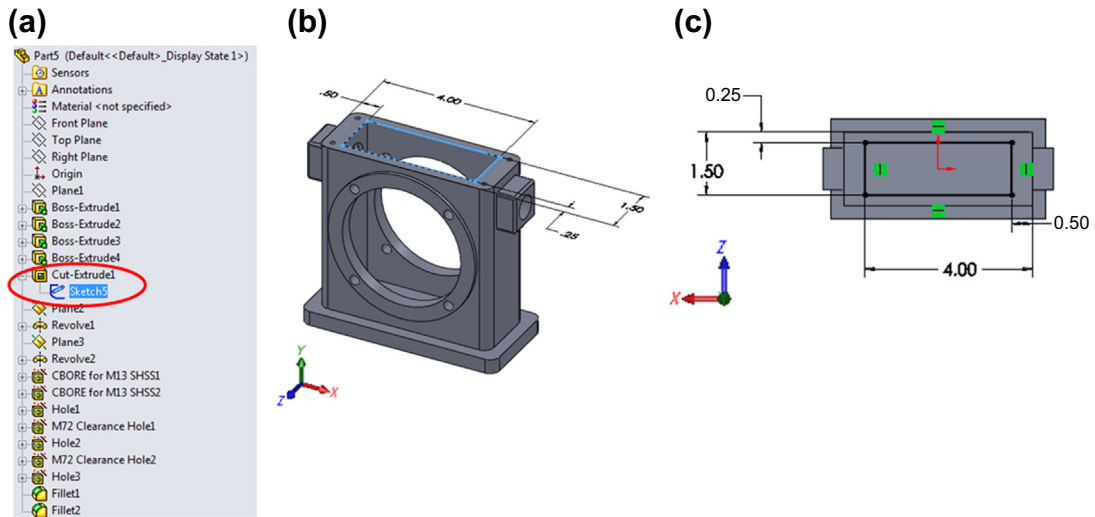 (a)
Part5 (Default<<Default>_Display State 1>)
Sensors
Annotations
Material <not specified>
Front Plane
Top Plane
Right Plane
Origin
Plane1
Boss-Extrude1
Boss-Extrude2
Boss-Extrude3
Boss-Extrude4
Cut-Extrude1
Sketch5
Plane2
Revolve1
Plane3
Revolve2
CBORE for M13 SHSS1
CBORE for M13 SHSS2
Hole1
M72 Clearance Hole1
Hole2
M72 Clearance Hole2
Hole3
Fillet1
Fillet2
(b)
.50
4.00
1.50
.25
Y
X
Z
(c)
0.25
1.50
0.50
4.00
Z
X